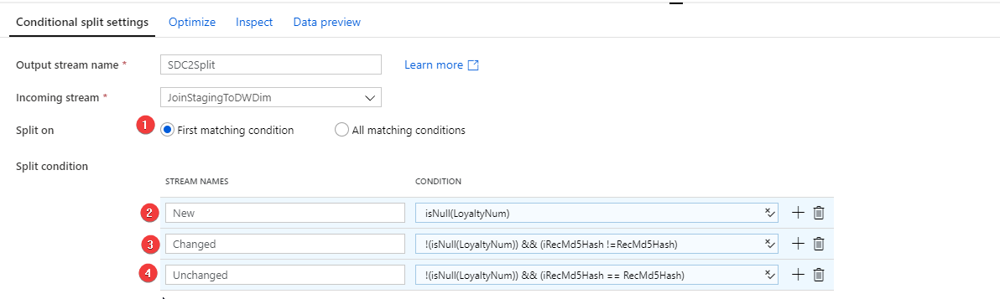 Conditional split settings Optimize Inspect Data preview
Output stream name * SDC2Split Learn more
Incoming stream * JoinStagingToDWDim
Split on 1 First matching condition All matching conditions
Split condition
STREAM NAMES CONDITION
2 New isNull(LoyaltyNum)
3 Changed !(isNull(LoyaltyNum)) && (iRecMd5Hash !=RecMd5Hash)
4 Unchanged !(isNull(LoyaltyNum)) && (iRecMd5Hash == RecMd5Hash)